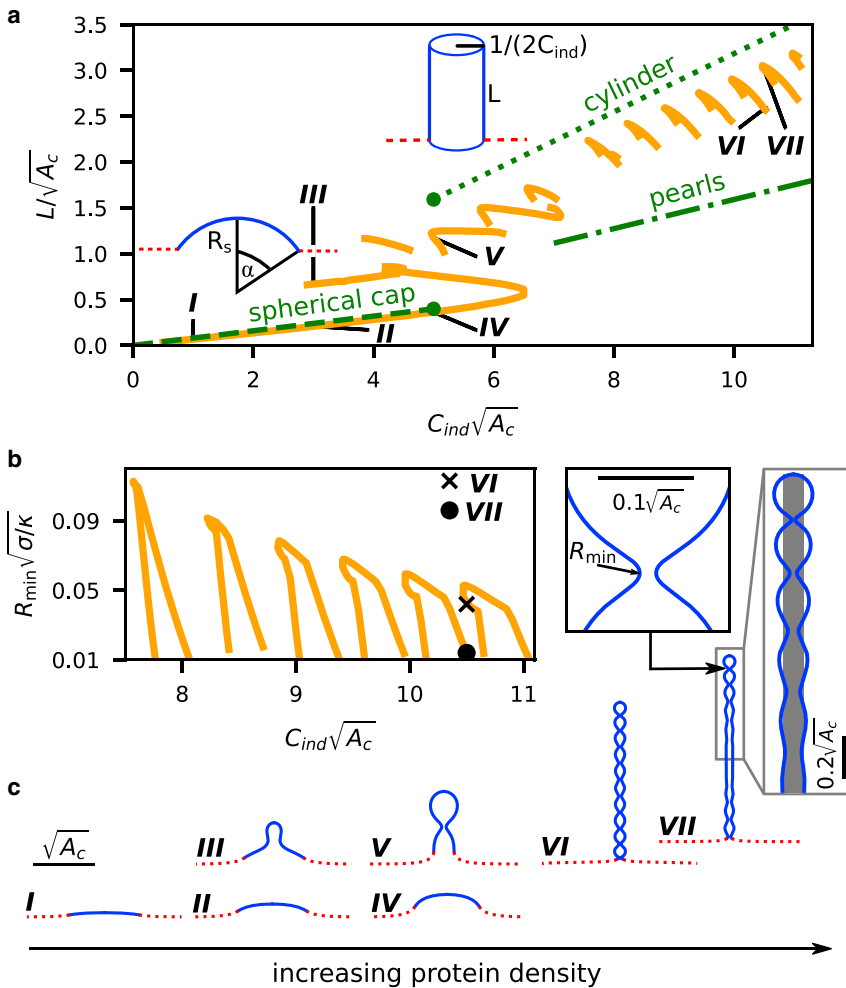 a
L/√A_c
3.5
3.0
2.5
2.0
1.5
1.0
0.5
0.0
1/(2C_ind)
L
cylinder
pearls
spherical cap
R_s
α
I
II
III
IV
V
VI
VII
0 2 4 6 8 10
C_ind√A_c
b
R_min√σ/κ
0.09
0.05
0.01
VI
VII
8 9 10 11
C_ind√A_c
0.1√A_c
R_min
0.2√A_c
c
√A_c
I
II
III
IV
V
VI
VII
increasing protein density